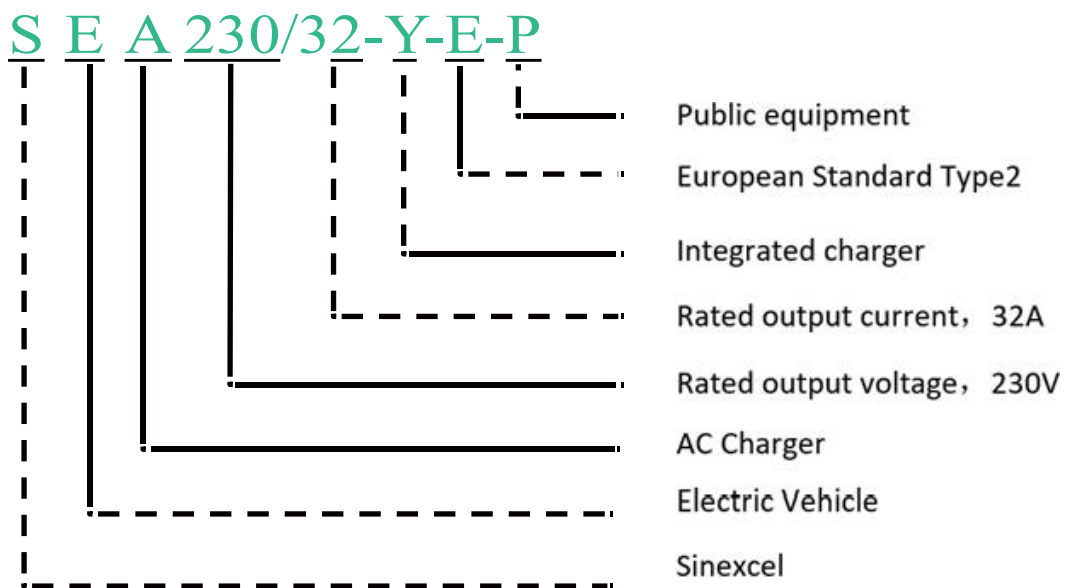 S E A 230/32-Y-E-P
Public equipment
European Standard Type2
Integrated charger
Rated output current，32A
Rated output voltage，230V
AC Charger
Electric Vehicle
Sinexcel